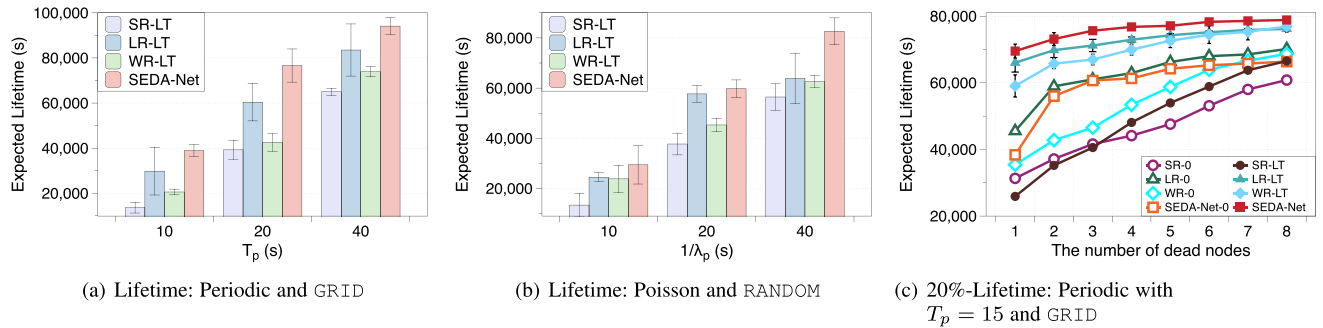 100,000
80,000
60,000
40,000
20,000
Expected Lifetime (s)
SR-LT
LR-LT
WR-LT
SEDA-Net
10 20 40
Tp (s)
(a) Lifetime: Periodic and GRID
80,000
60,000
40,000
20,000
Expected Lifetime (s)
SR-LT
LR-LT
WR-LT
SEDA-Net
10 20 40
1/λp (s)
(b) Lifetime: Poisson and RANDOM
80,000
60,000
40,000
20,000
Expected Lifetime (s)
SR-0 SR-LT
LR-0 LR-LT
WR-0 WR-LT
SEDA-Net-0 SEDA-Net
1 2 3 4 5 6 7 8
The number of dead nodes
(c) 20%-Lifetime: Periodic with
Tp = 15 and GRID